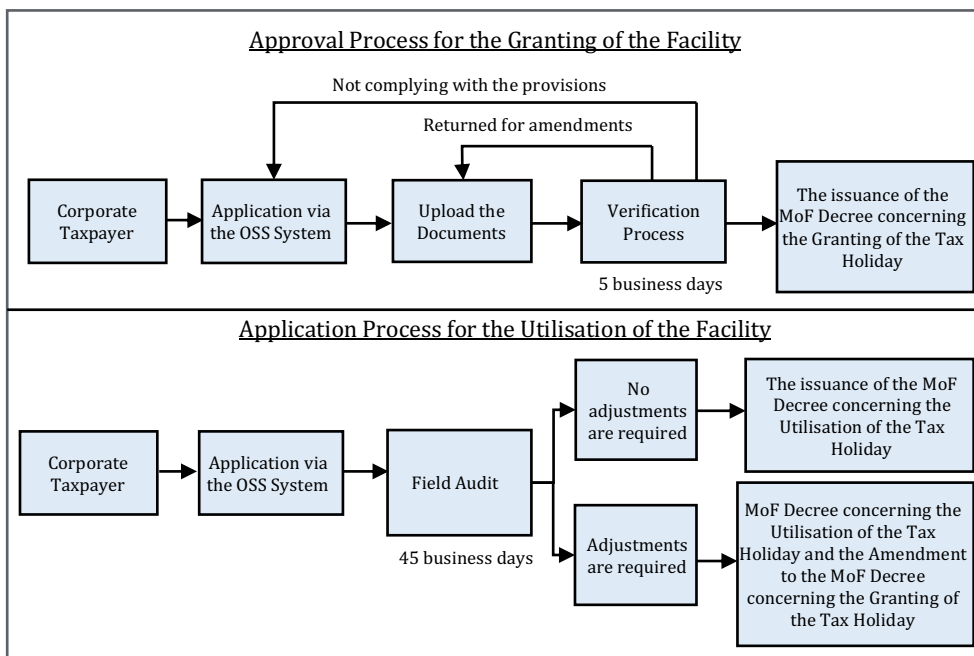 Approval Process for the Granting of the Facility
Not complying with the provisions
Returned for amendments
Corporate
Taxpayer
Application via
the OSS System
Upload the
Documents
Verification
Process
5 business days
The issuance of the
MoF Decree concerning
the Granting of the Tax
Holiday
Application Process for the Utilisation of the Facility
Corporate
Taxpayer
Application via
the OSS System
Field Audit
45 business days
No
adjustments
are required
The issuance of the MoF
Decree concerning the
Utilisation of the Tax
Holiday
Adjustments
are required
MoF Decree concerning the
Utilisation of the Tax
Holiday and the Amendment
to the MoF Decree
concerning the Granting of
the Tax Holiday